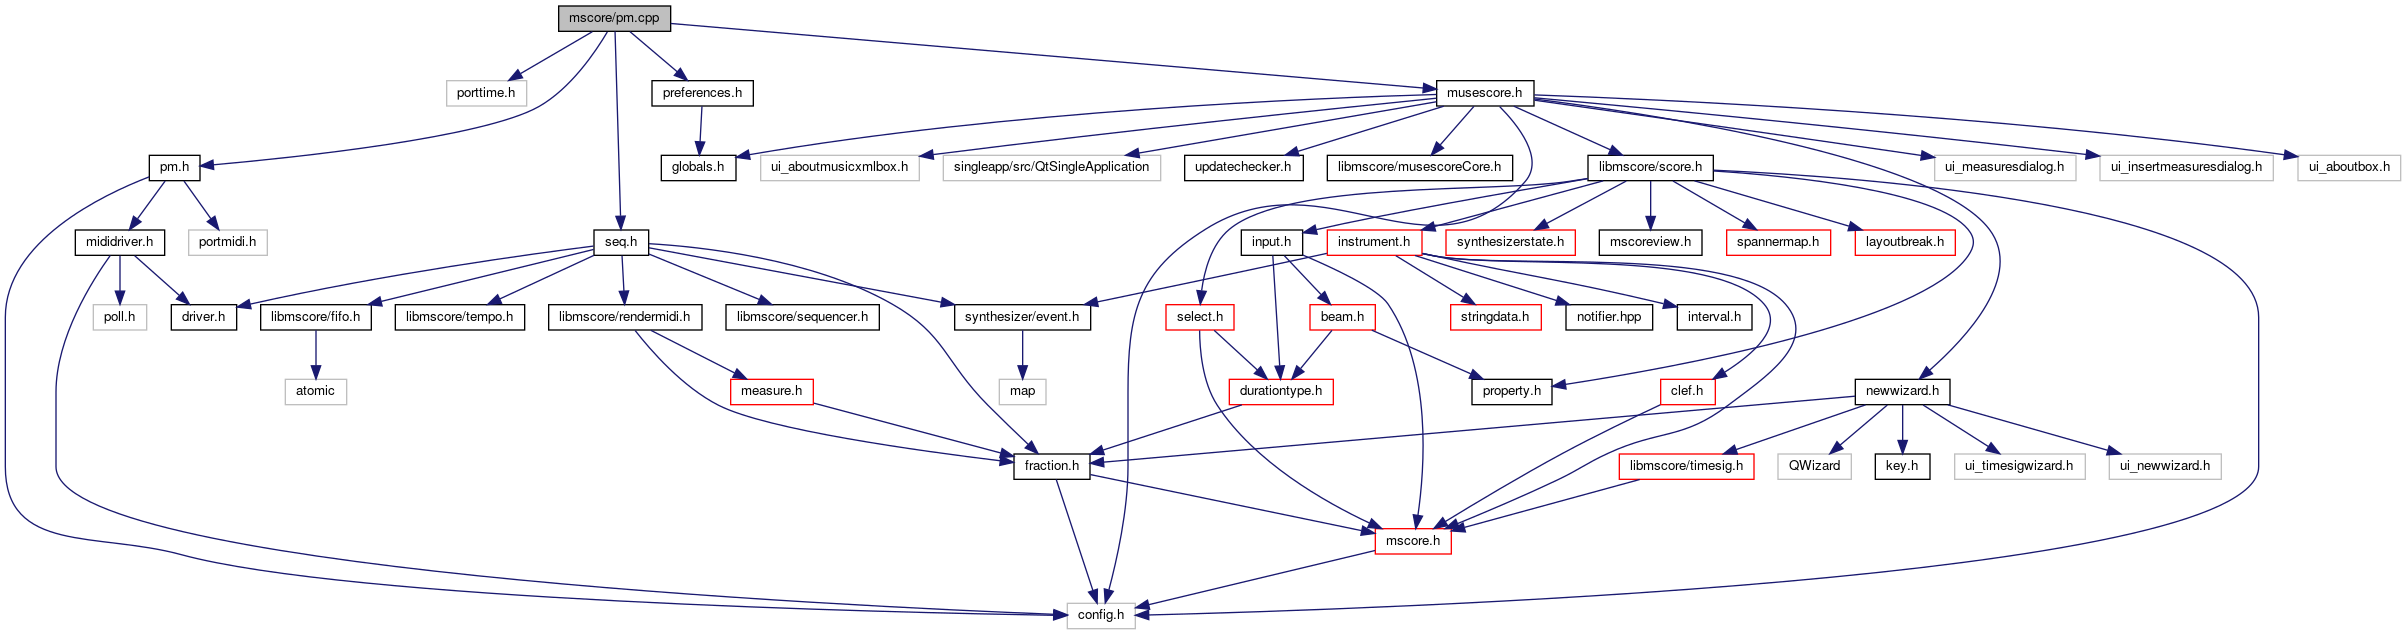 mscore/pm.cpp
porttime.h
preferences.h
musescore.h
pm.h
globals.h
ui_aboutmusicxmlbox.h
singleapp/src/QtSingleApplication
updatechecker.h
libmscore/musescoreCore.h
libmscore/score.h
ui_measuresdialog.h
ui_insertmeasuresdialog.h
ui_aboutbox.h
mididriver.h
portmidi.h
seq.h
input.h
instrument.h
synthesizerstate.h
mscoreview.h
spannermap.h
layoutbreak.h
poll.h
driver.h
libmscore/fifo.h
libmscore/tempo.h
libmscore/rendermidi.h
libmscore/sequencer.h
synthesizer/event.h
select.h
beam.h
stringdata.h
notifier.hpp
interval.h
atomic
measure.h
map
durationtype.h
property.h
clef.h
newwizard.h
fraction.h
libmscore/timesig.h
QWizard
key.h
ui_timesigwizard.h
ui_newwizard.h
mscore.h
config.h